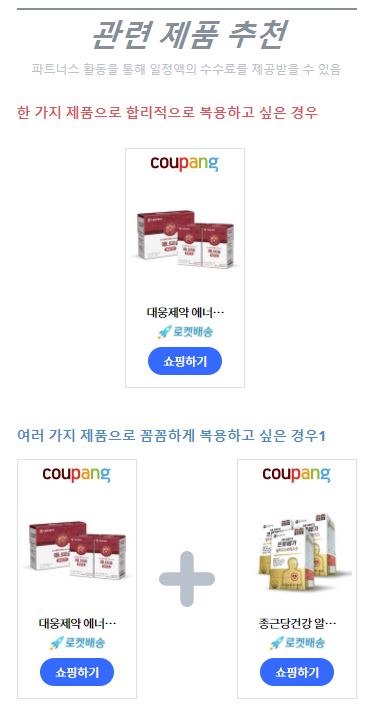 관련 제품 추천
파트너스 활동을 통해 일정액의 수수료를 제공받을 수 있음
한 가지 제품으로 합리적으로 복용하고 싶은 경우
coupang
대웅제약 에너…
로켓배송
쇼핑하기
여러 가지 제품으로 꼼꼼하게 복용하고 싶은 경우1
coupang
대웅제약 에너…
로켓배송
쇼핑하기
+
coupang
종근당건강 알…
로켓배송
쇼핑하기